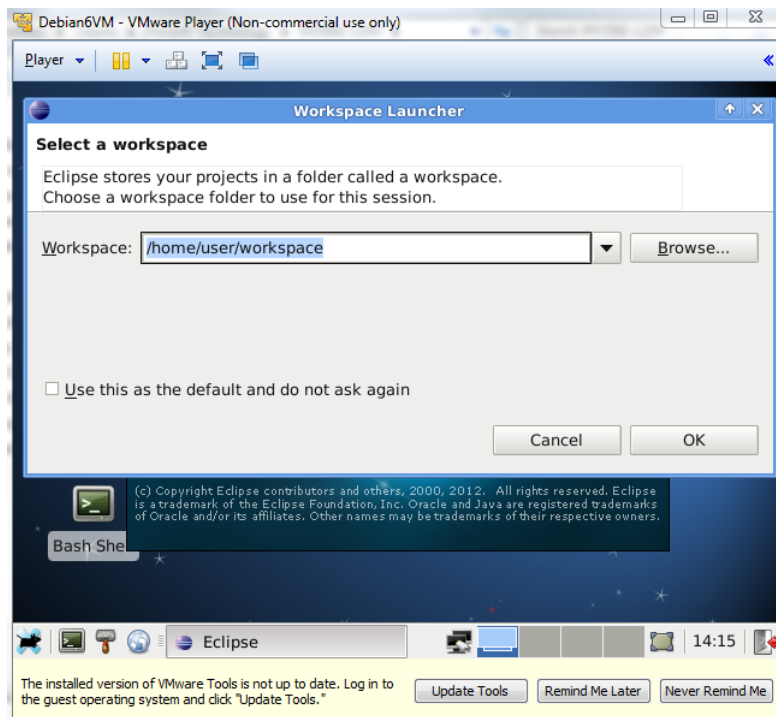 Debian6VM - VMware Player (Non-commercial use only)
Player
Workspace Launcher
Select a workspace
Eclipse stores your projects in a folder called a workspace.
Choose a workspace folder to use for this session.
Workspace: /home/user/workspace Browse...
Use this as the default and do not ask again
Cancel OK
(c) Copyright Eclipse contributors and others, 2000, 2012. All rights reserved. Eclipse
is a trademark of the Eclipse Foundation, Inc. Oracle and Java are registered trademarks
of Oracle and/or its affiliates. Other names may be trademarks of their respective owners.
Bash She
Eclipse 14:15
The installed version of VMware Tools is not up to date. Log in to
the guest operating system and click "Update Tools."
Update Tools Remind Me Later Never Remind Me